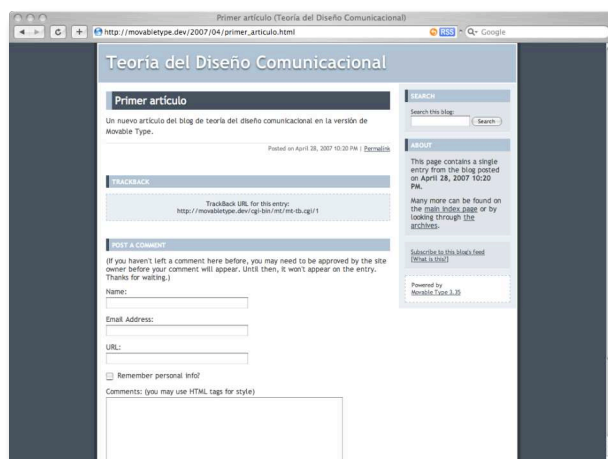 Primer artículo (Teoría del Diseño Comunicacional)
http://movabletype.dev/2007/04/primer_articulo.html
RSS
Google
Teoría del Diseño Comunicacional
Primer artículo
Un nuevo artículo del blog de teoría del diseño comunicacional en la versión de
Movable Type.
Posted on April 28, 2007 10:20 PM | Permalink
TRACKBACK
TrackBack URL for this entry:
http://movabletype.dev/cgi-bin/mt/mt-tb.cgi/1
POST A COMMENT
(If you haven't left a comment here before, you may need to be approved by the site
owner before your comment will appear. Until then, it won't appear on the entry.
Thanks for waiting.)
Name:
Email Address:
URL:
Remember personal info?
Comments: (you may use HTML tags for style)
SEARCH
Search this blog:
Search
ABOUT
This page contains a single
entry from the blog posted
on April 28, 2007 10:20
PM.
Many more can be found on
the main index page or by
looking through the
archives.
Subscribe to this blog's feed
[What is this?]
Powered by
Movable Type 3.35